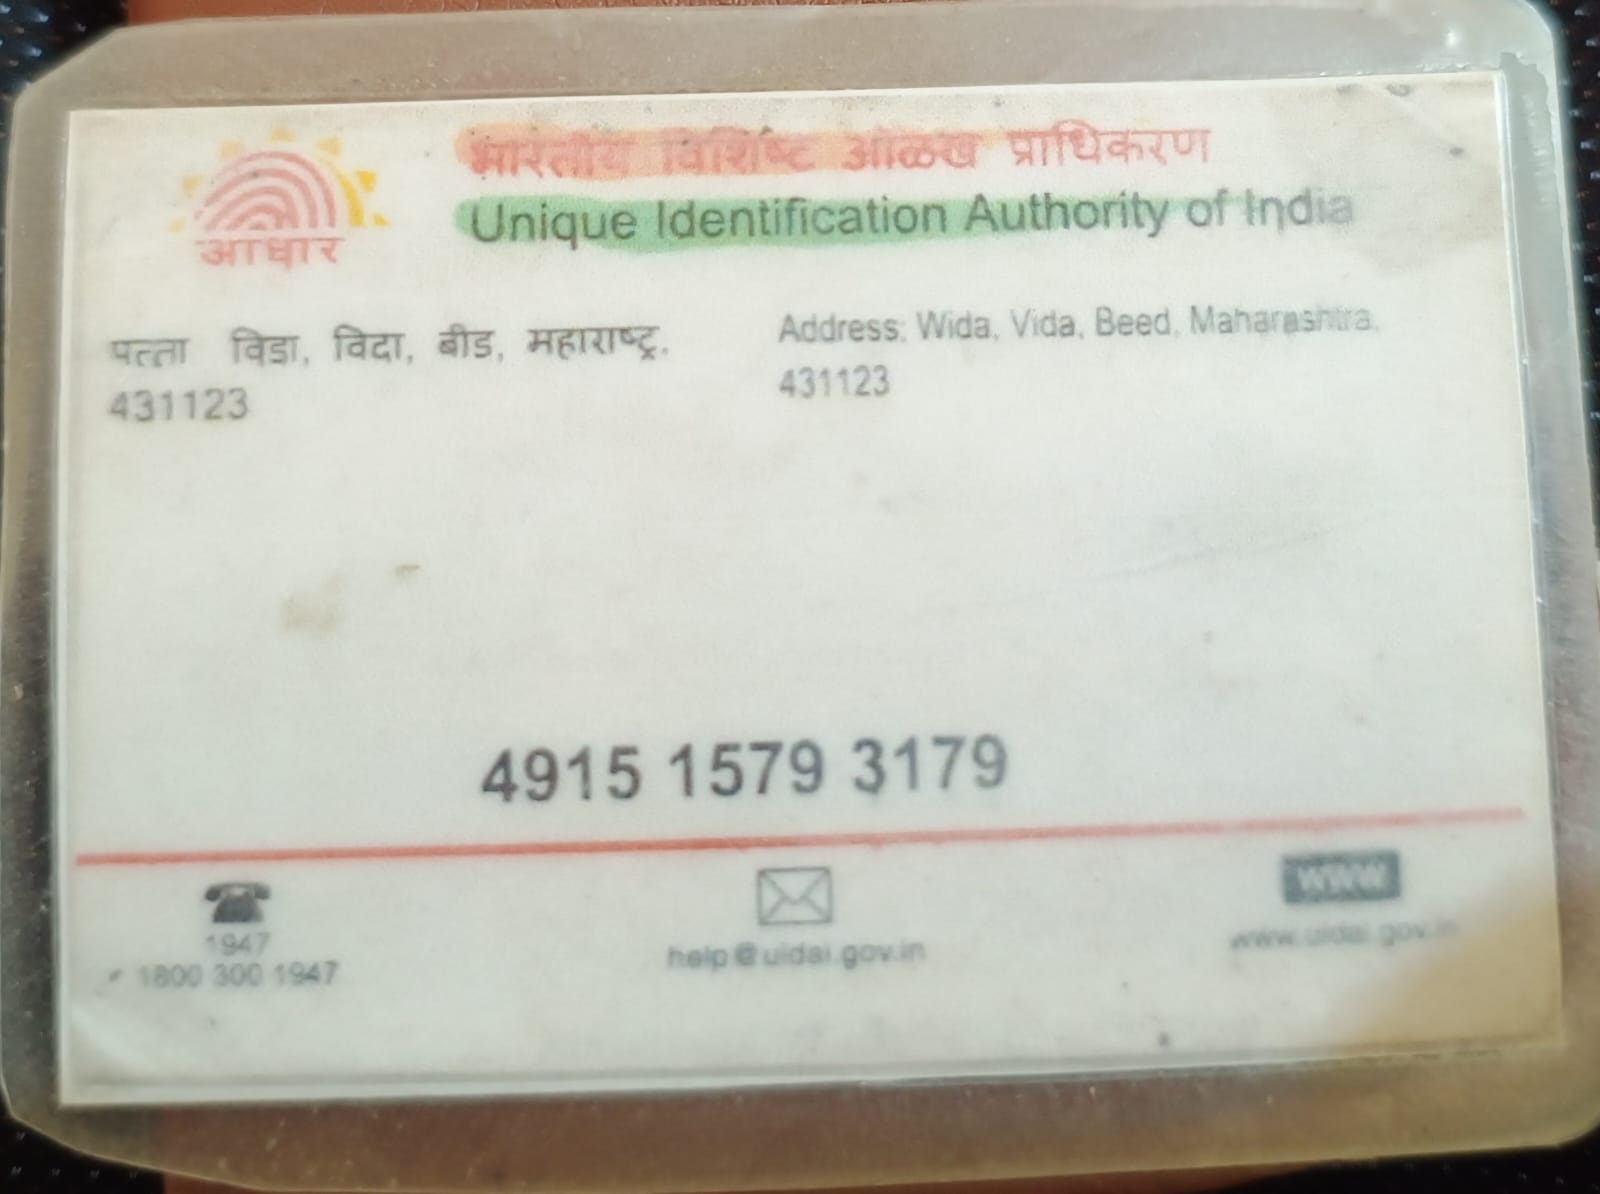 आधार
भारतीय विशिष्ट ओळख प्राधिकरण
Unique Identification Authority of India
पत्ता विडा, विदा, बीड, महाराष्ट्र,
431123
Address: Wida, Vida, Beed, Maharashtra,
431123
4915 1579 3179
1947
1800 300 1947
help@uidai.gov.in
www
www.uidai.gov.in